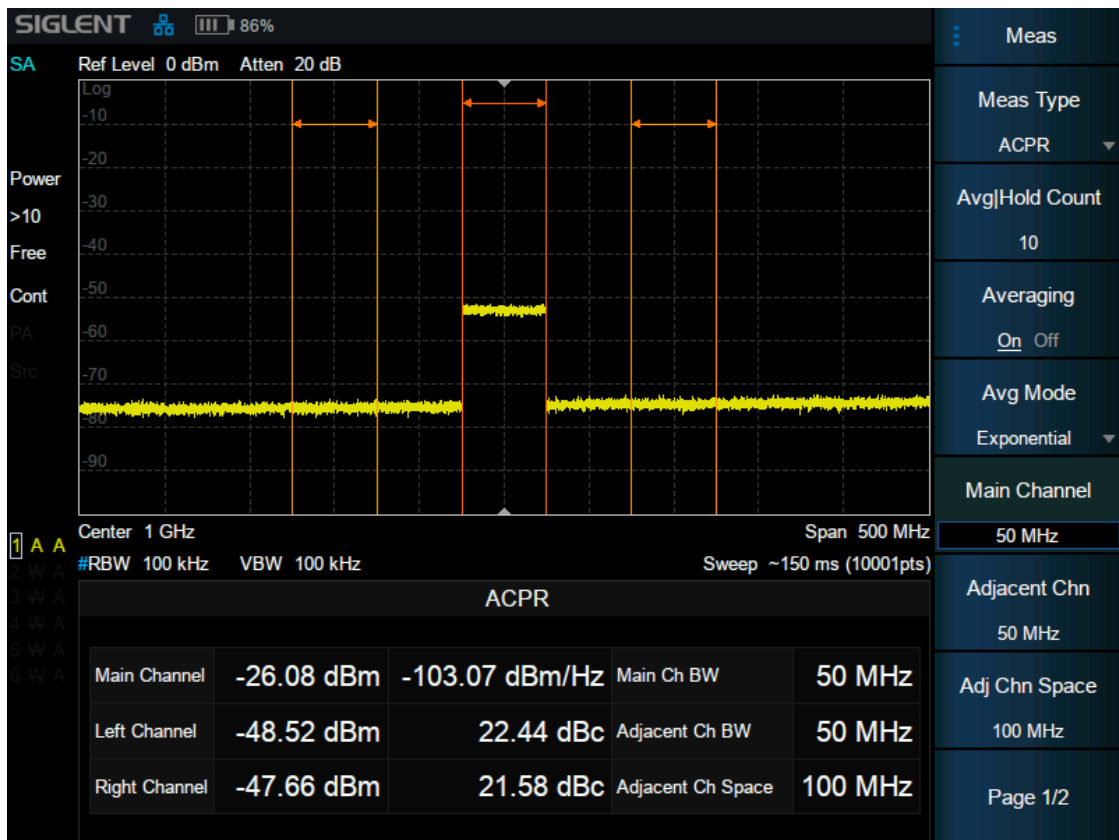 SIGLENT 86%
Meas
SA Ref Level 0 dBm Atten 20 dB
Log
-10
-20
-30
-40
-50
-60
-70
-80
-90
Power
>10
Free
Cont
PA
Src
Center 1 GHz Span 500 MHz
#RBW 100 kHz VBW 100 kHz Sweep ~150 ms (10001pts)
1 A A
2 W A
3 W A
4 W A
5 W A
6 W A
ACPR
Main Channel -26.08 dBm -103.07 dBm/Hz Main Ch BW 50 MHz
Left Channel -48.52 dBm 22.44 dBc Adjacent Ch BW 50 MHz
Right Channel -47.66 dBm 21.58 dBc Adjacent Ch Space 100 MHz
Meas Type
ACPR
Avg|Hold Count
10
Averaging
On Off
Avg Mode
Exponential
Main Channel
50 MHz
Adjacent Chn
50 MHz
Adj Chn Space
100 MHz
Page 1/2